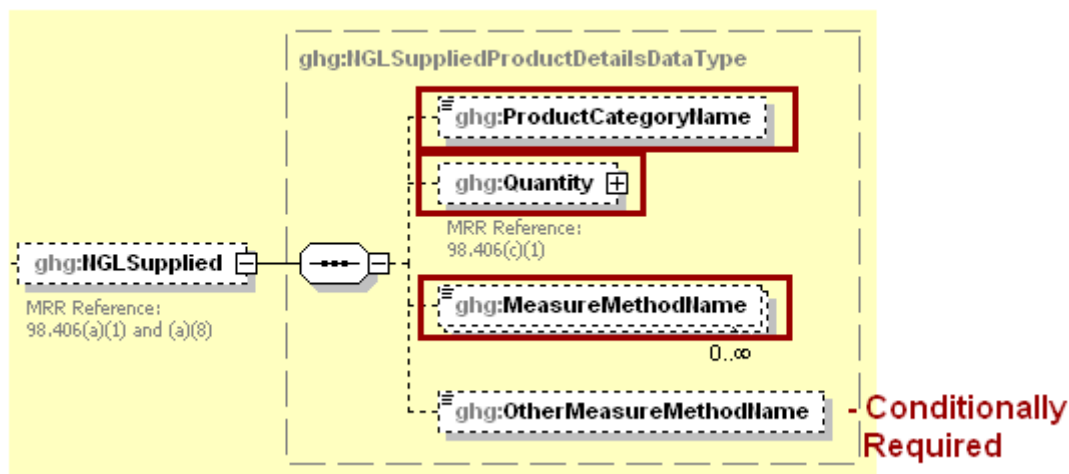 ghg:NGLSuppliedProductDetailsDataType
ghg:ProductCategoryName
ghg:Quantity
MRR Reference:
98.406(c)(1)
ghg:NGLSupplied
MRR Reference:
98.406(a)(1) and (a)(8)
ghg:MeasureMethodName
0..∞
ghg:OtherMeasureMethodName
- Conditionally
Required